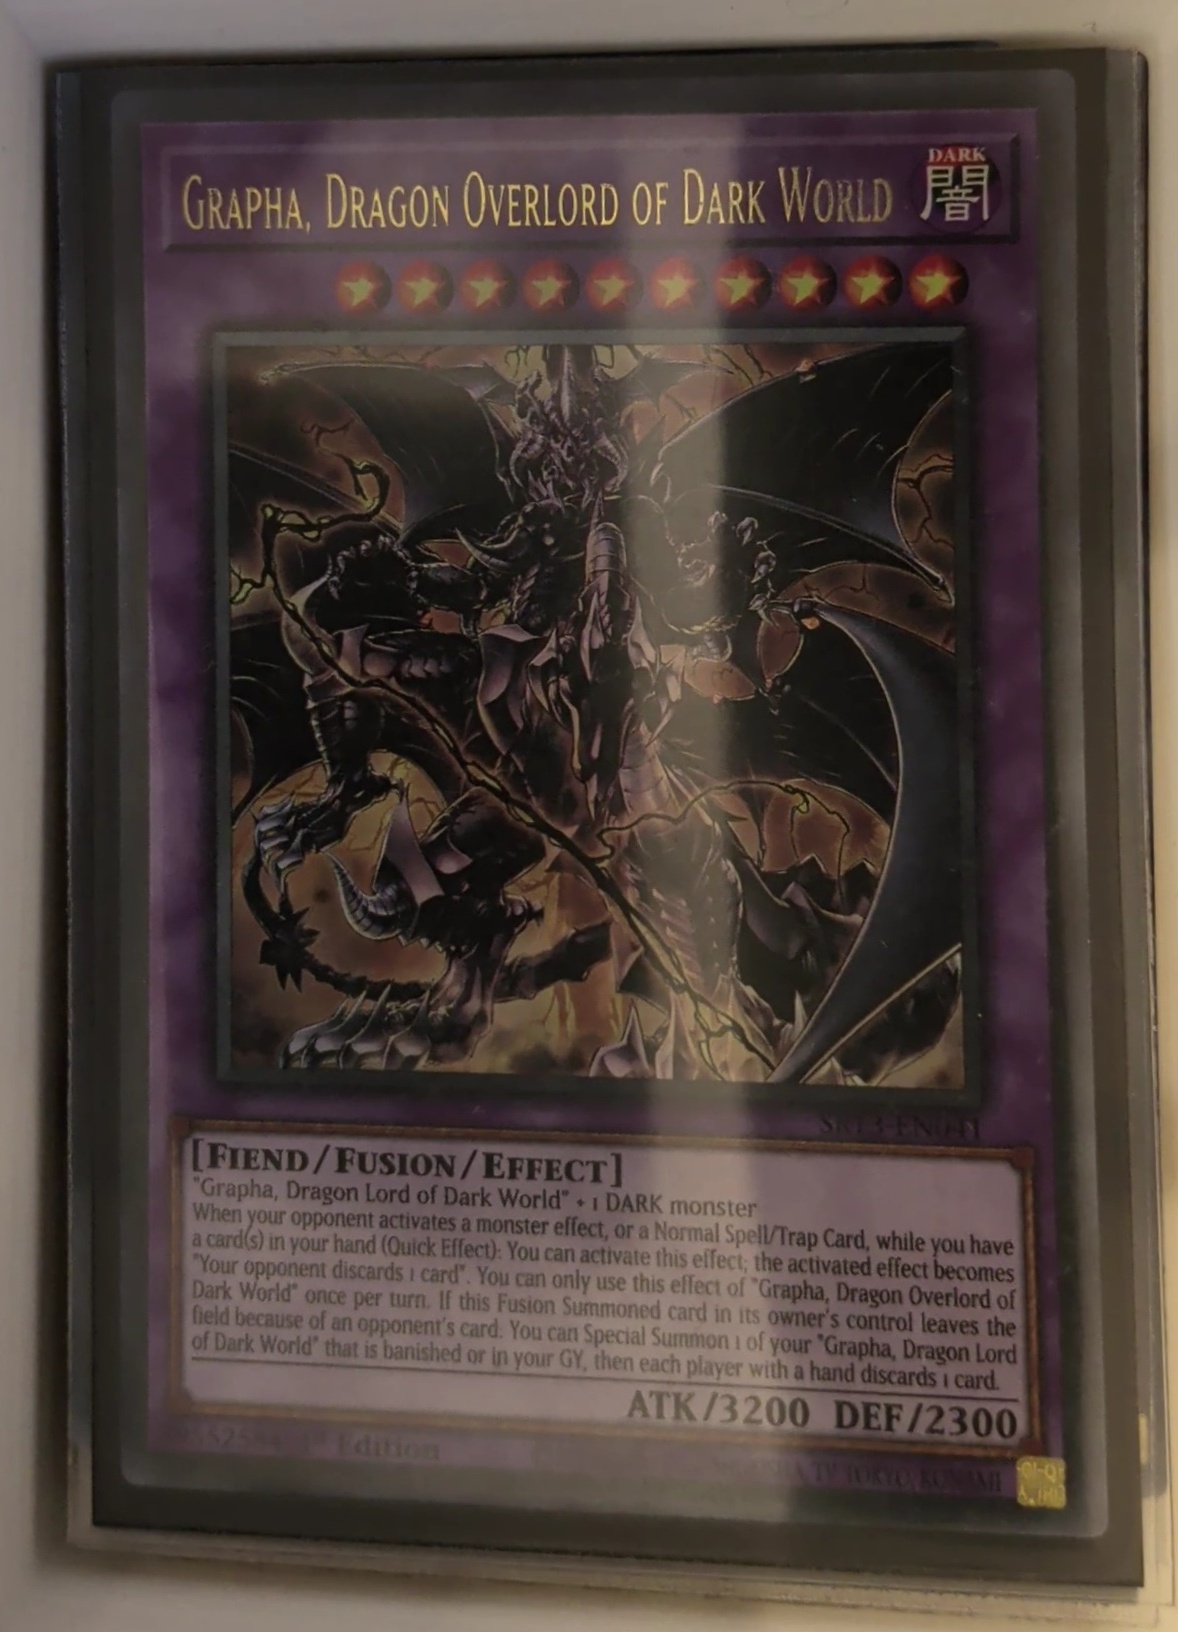 GRAPHA, DRAGON OVERLORD OF DARK WORLD
DARK
闇
SR13-EN041
[FIEND/FUSION/EFFECT]
"Grapha, Dragon Lord of Dark World" + 1 DARK monster
When your opponent activates a monster effect, or a Normal Spell/Trap Card, while you have
a card(s) in your hand (Quick Effect): You can activate this effect; the activated effect becomes
"Your opponent discards 1 card". You can only use this effect of "Grapha, Dragon Overlord of
Dark World" once per turn. If this Fusion Summoned card in its owner's control leaves the
field because of an opponent's card: You can Special Summon 1 of your "Grapha, Dragon Lord
of Dark World" that is banished or in your GY, then each player with a hand discards 1 card.
ATK/3200 DEF/2300
1st Edition
KONAMI